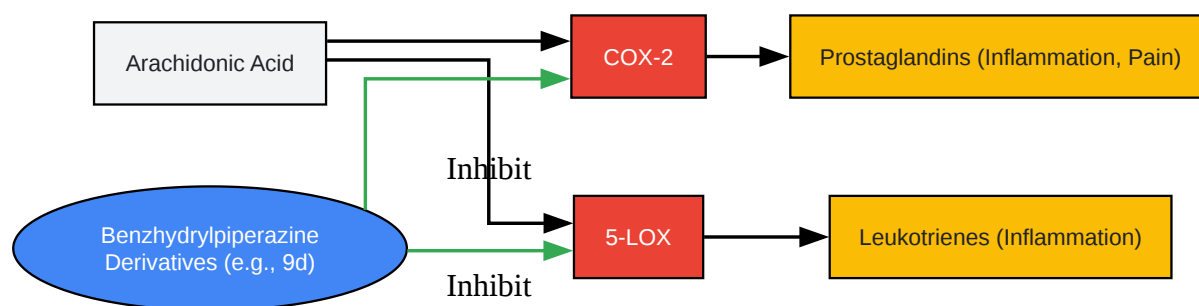 Arachidonic Acid
COX-2
Prostaglandins (Inflammation, Pain)
Inhibit
Benzhydrylpiperazine
Derivatives (e.g., 9d)
5-LOX
Leukotrienes (Inflammation)
Inhibit